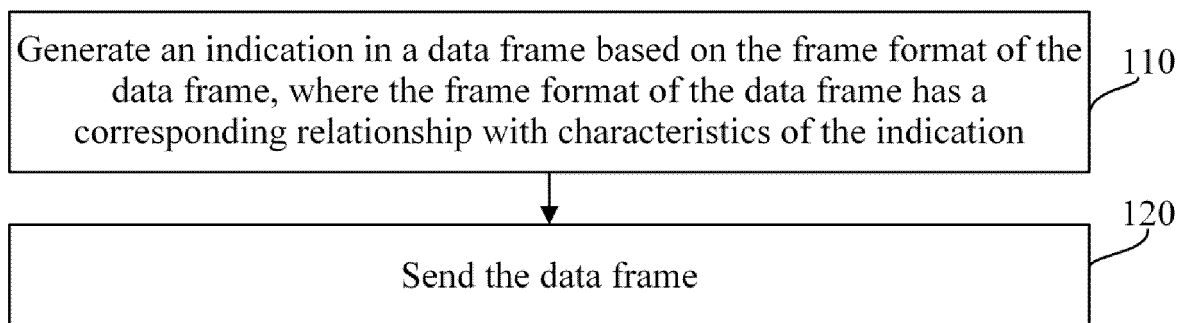 Generate an indication in a data frame based on the frame format of the
data frame, where the frame format of the data frame has a
corresponding relationship with characteristics of the indication
110
120
Send the data frame